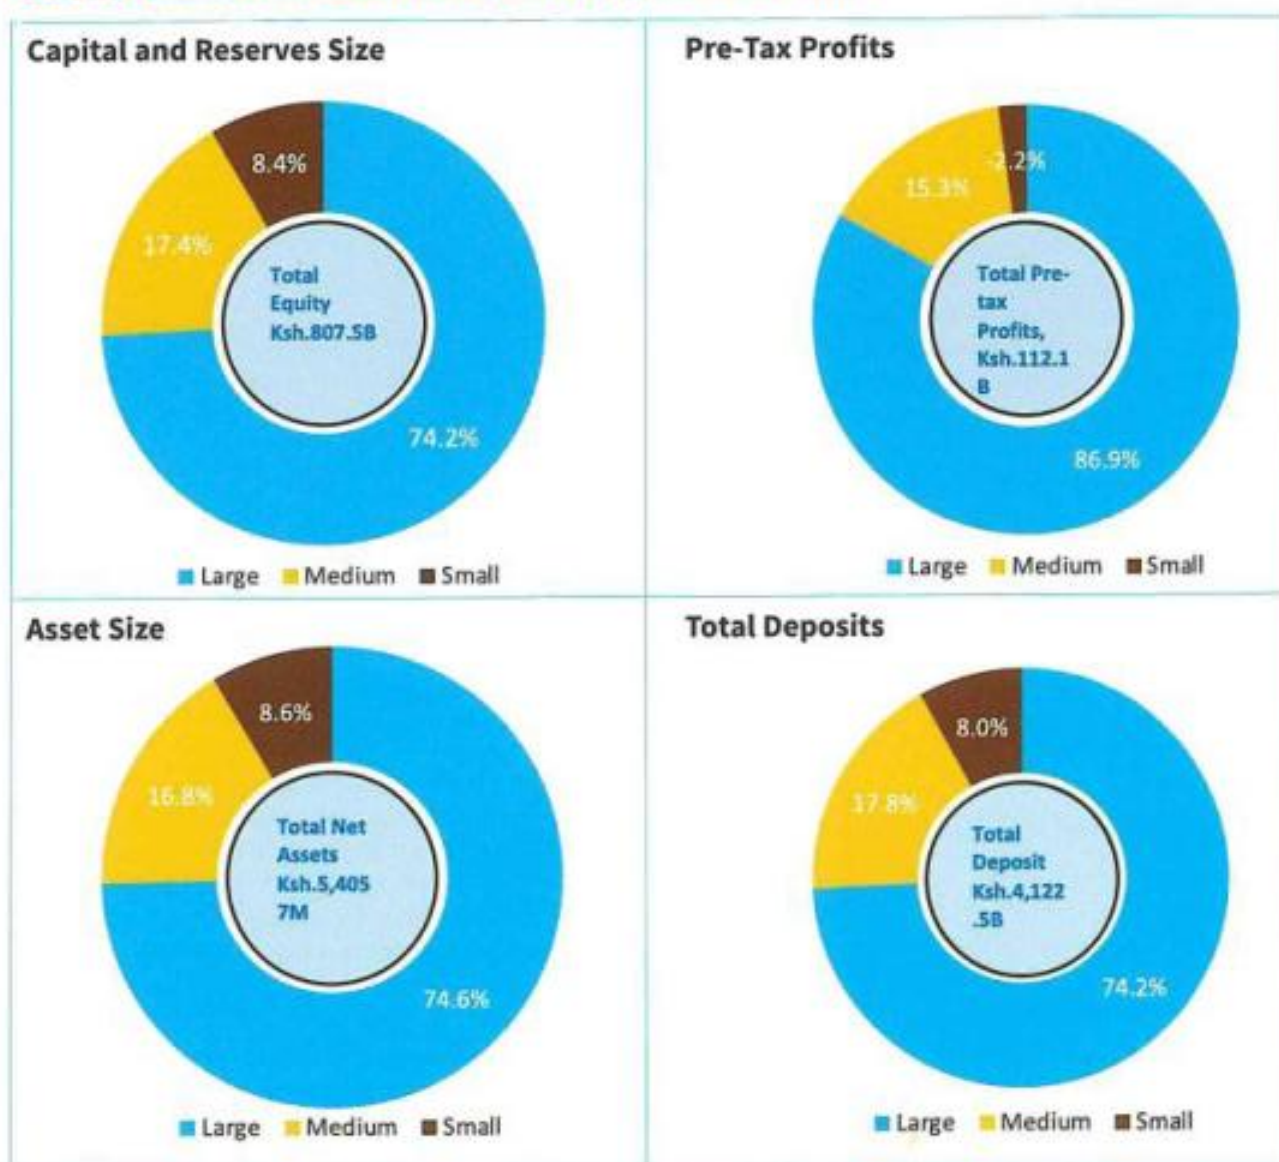 Capital and Reserves Size
8.4%
17.4%
Total
Equity
Ksh.807.5B
74.2%
Large Medium Small
Pre-Tax Profits
-2.2%
15.3%
Total Pre-
tax
Profits,
Ksh.112.1
B
86.9%
Large Medium Small
Asset Size
8.6%
16.8%
Total Net
Assets
Ksh.5,405
7M
74.6%
Large Medium Small
Total Deposits
8.0%
17.8%
Total
Deposit
Ksh.4,122
.5B
74.2%
Large Medium Small